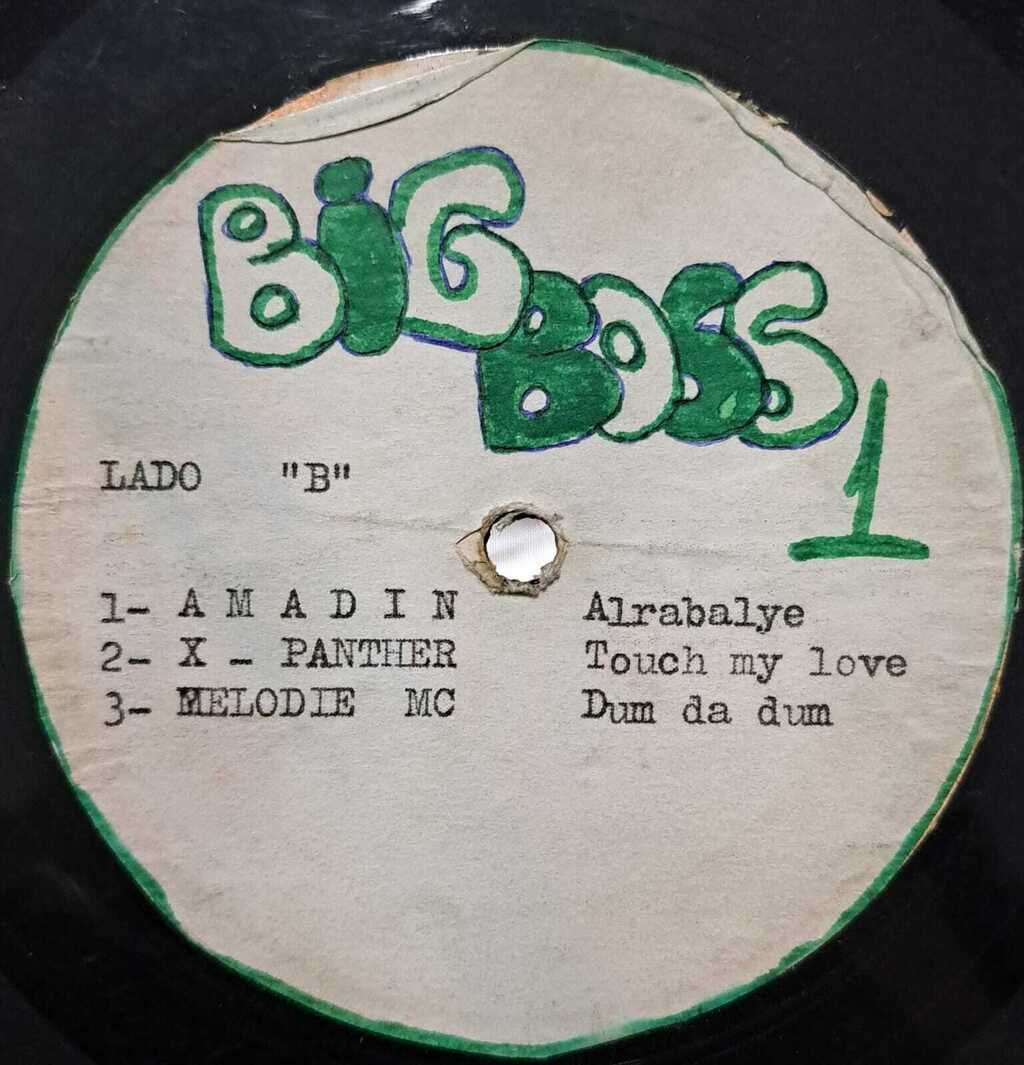 BiG
BOSS
1
LADO "B"
1- A M A D I N Alrabalye
2- X - PANTHER Touch my love
3- MELODIE MC Dum da dum